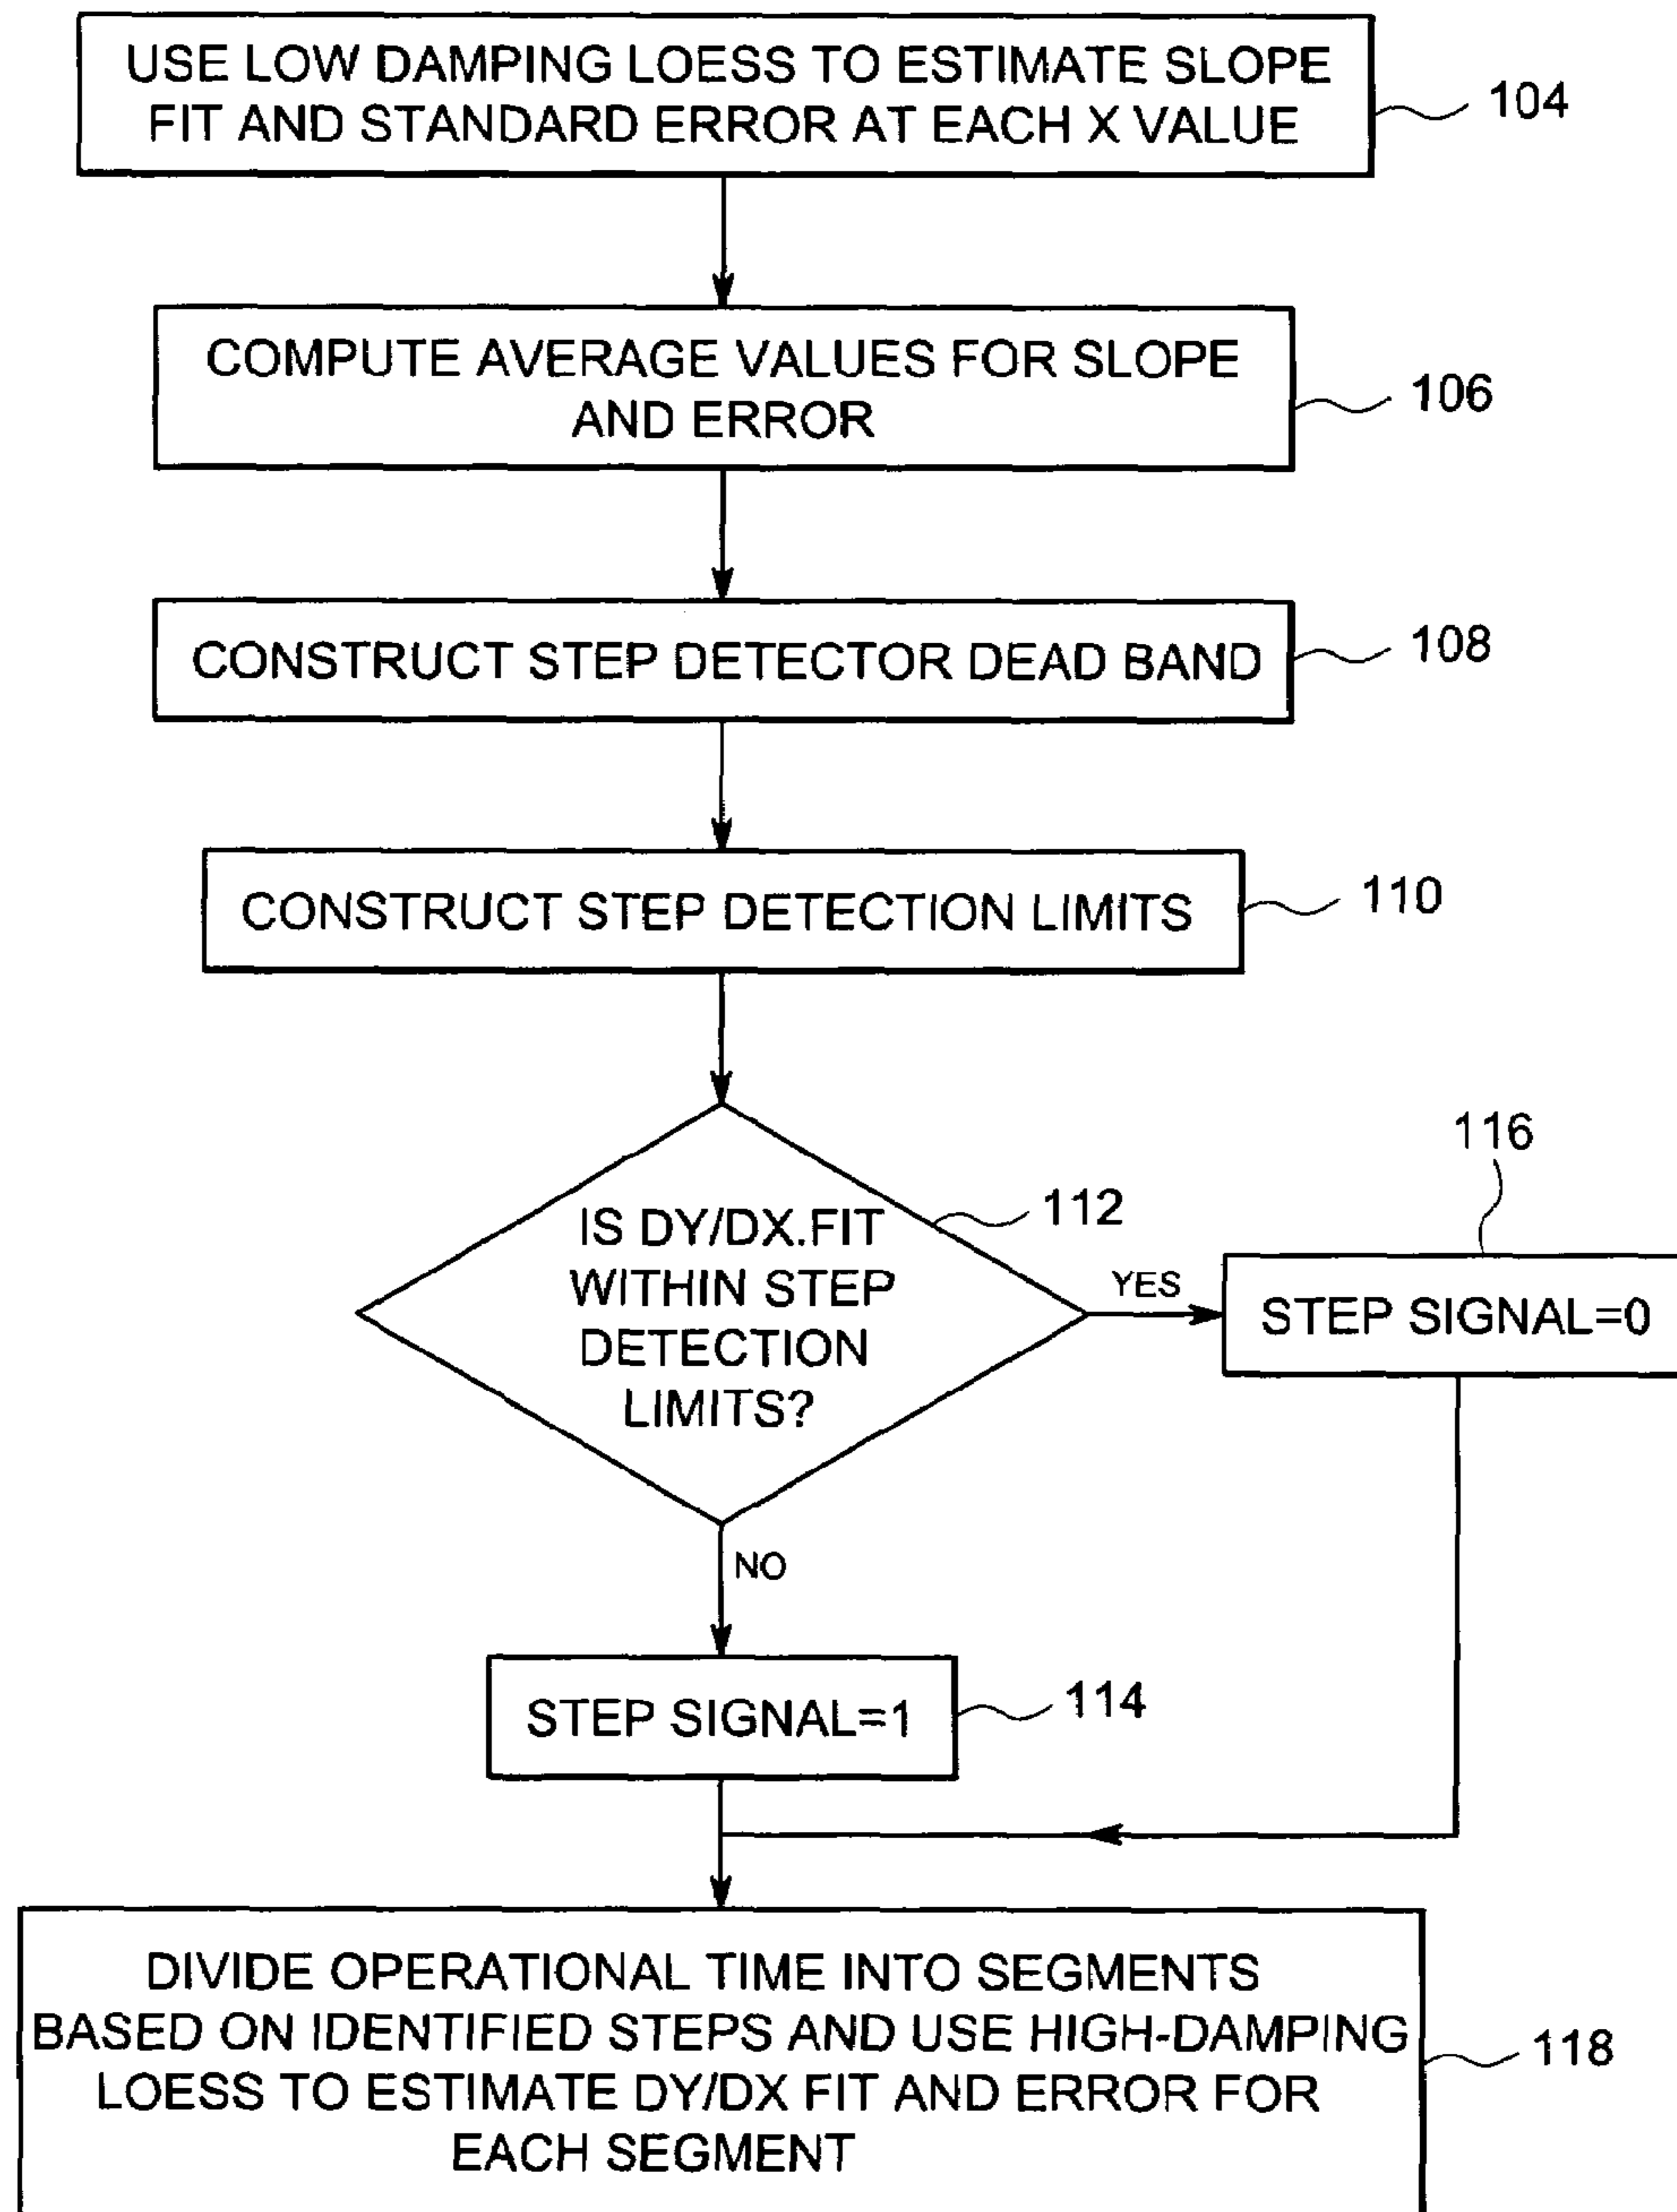 USE LOW DAMPING LOESS TO ESTIMATE SLOPE
FIT AND STANDARD ERROR AT EACH X VALUE
104
COMPUTE AVERAGE VALUES FOR SLOPE
AND ERROR
106
CONSTRUCT STEP DETECTOR DEAD BAND
108
CONSTRUCT STEP DETECTION LIMITS
110
IS DY/DX.FIT
WITHIN STEP
DETECTION
LIMITS?
112
YES
116
STEP SIGNAL=0
NO
STEP SIGNAL=1
114
DIVIDE OPERATIONAL TIME INTO SEGMENTS
BASED ON IDENTIFIED STEPS AND USE HIGH-DAMPING
LOESS TO ESTIMATE DY/DX FIT AND ERROR FOR
EACH SEGMENT
118